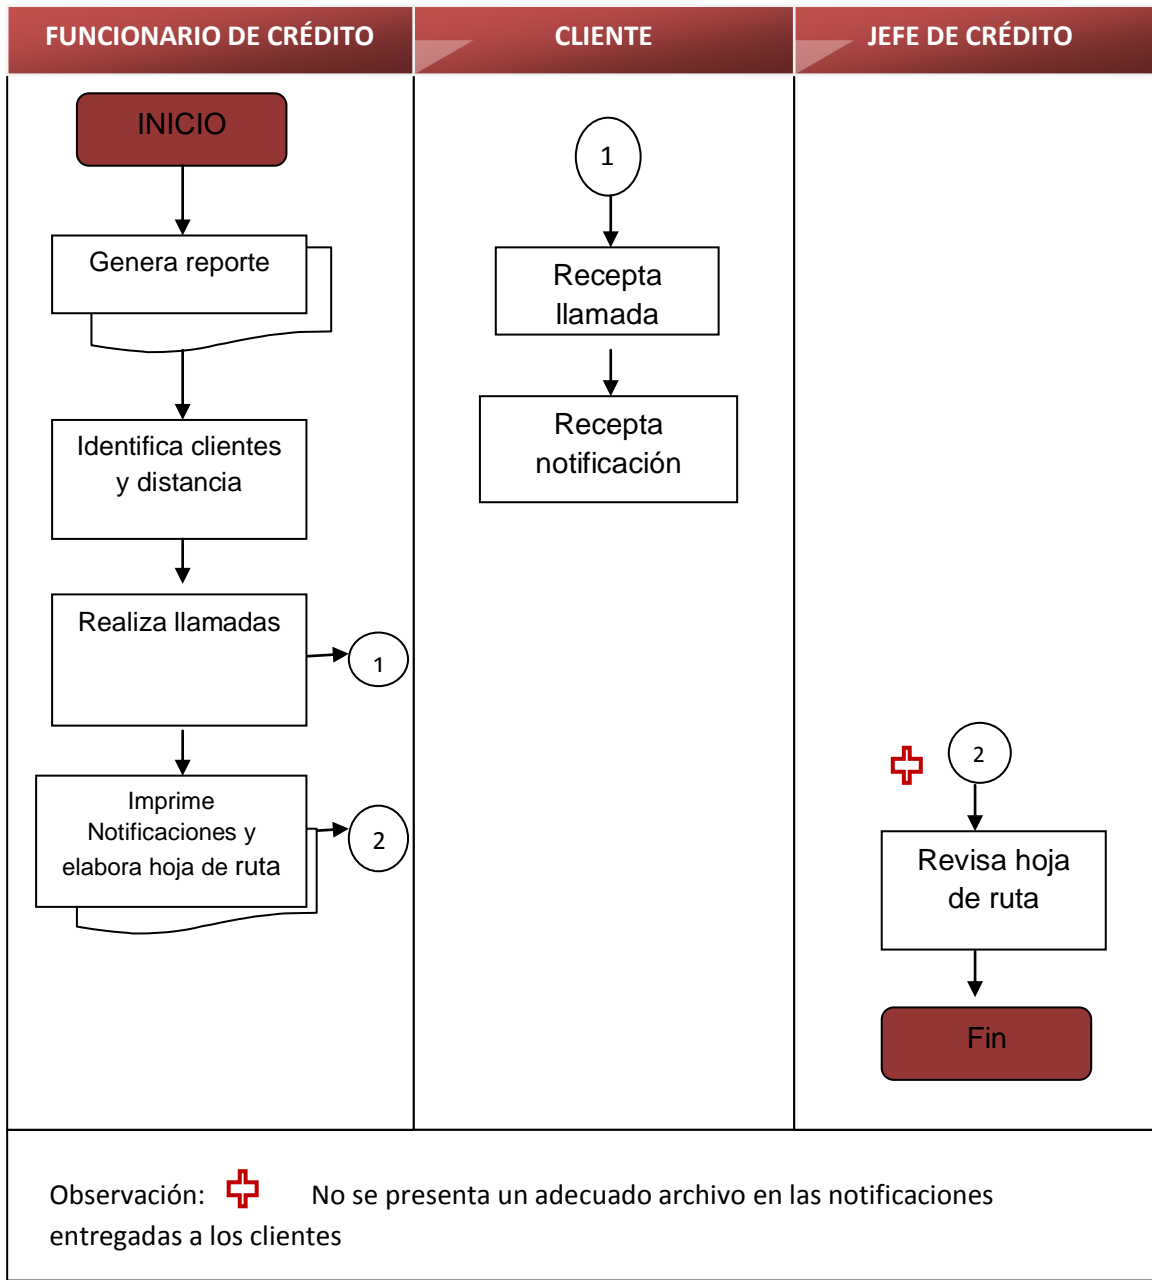 FUNCIONARIO DE CRÉDITO
CLIENTE
JEFE DE CRÉDITO
INICIO
Genera reporte
Identifica clientes
y distancia
Realiza llamadas
1
Imprime
Notificaciones y
elabora hoja de ruta
2
1
Recepta
llamada
Recepta
notificación
2
Revisa hoja
de ruta
Fin
Observación: No se presenta un adecuado archivo en las notificaciones
entregadas a los clientes